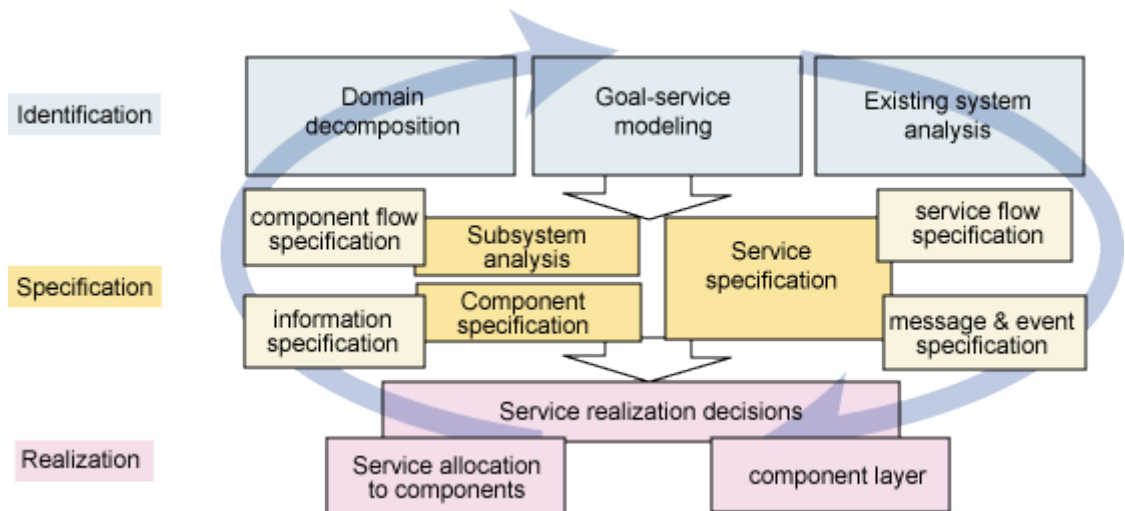 Identification
Domain
decomposition
Goal-service
modeling
Existing system
analysis
Specification
component flow
specification
Subsystem
analysis
Service
specification
service flow
specification
information
specification
Component
specification
message & event
specification
Realization
Service realization decisions
Service allocation
to components
component layer